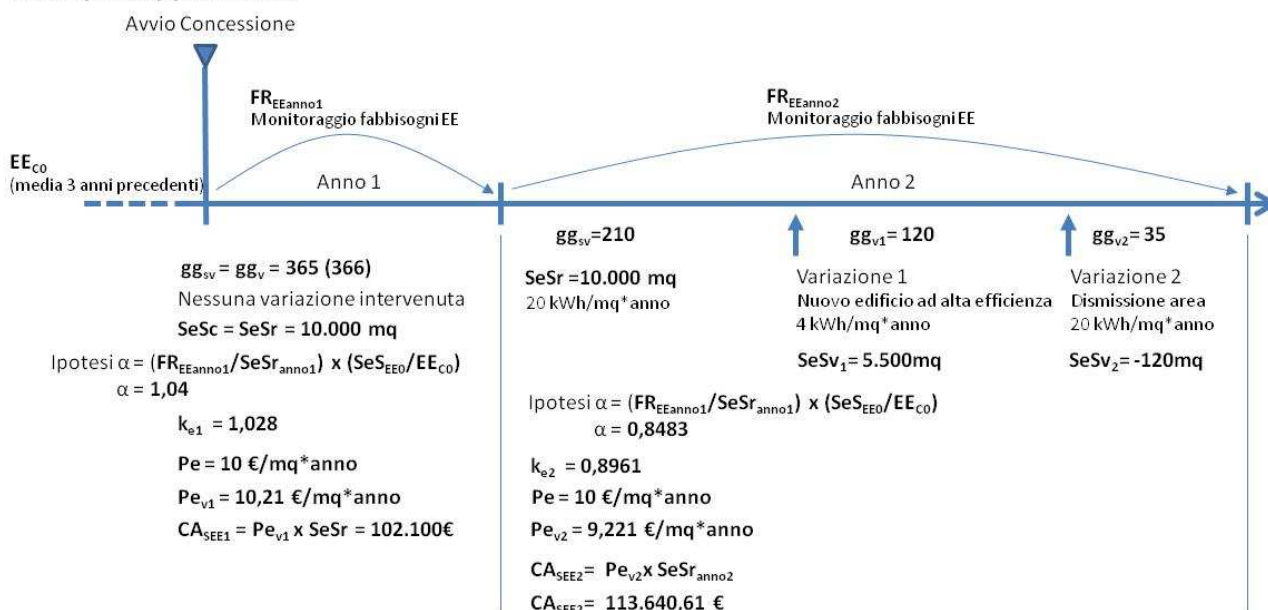 Avvio Concessione
FR_EEanno1
Monitoraggio fabbisogni EE
FR_EEanno2
Monitoraggio fabbisogni EE
EE_C0
(media 3 anni precedenti)
Anno 1
Anno 2
gg_sv = gg_v = 365 (366)
Nessuna variazione intervenuta
SeSc = SeSr = 10.000 mq
Ipotesi α = (FR_EEanno1/SeSr_anno1) x (SeS_EE0/EE_C0)
α = 1,04
k_e1 = 1,028
Pe = 10 €/mq*anno
Pe_v1 = 10,21 €/mq*anno
CA_SEE1 = Pe_v1 x SeSr = 102.100€
gg_sv=210
SeSr =10.000 mq
20 kWh/mq*anno
gg_v1= 120
Variazione 1
Nuovo edificio ad alta efficienza
4 kWh/mq*anno
SeSv_1= 5.500mq
gg_v2= 35
Variazione 2
Dismissione area
20 kWh/mq*anno
SeSv_2= -120mq
Ipotesi α = (FR_EEanno1/SeSr_anno1) x (SeS_EE0/EE_C0)
α = 0,8483
k_e2 = 0,8961
Pe = 10 €/mq*anno
Pe_v2 = 9,221 €/mq*anno
CA_SEE2= Pe_v2 x SeSr_anno2
CA_SEE2= 113.640,61 €